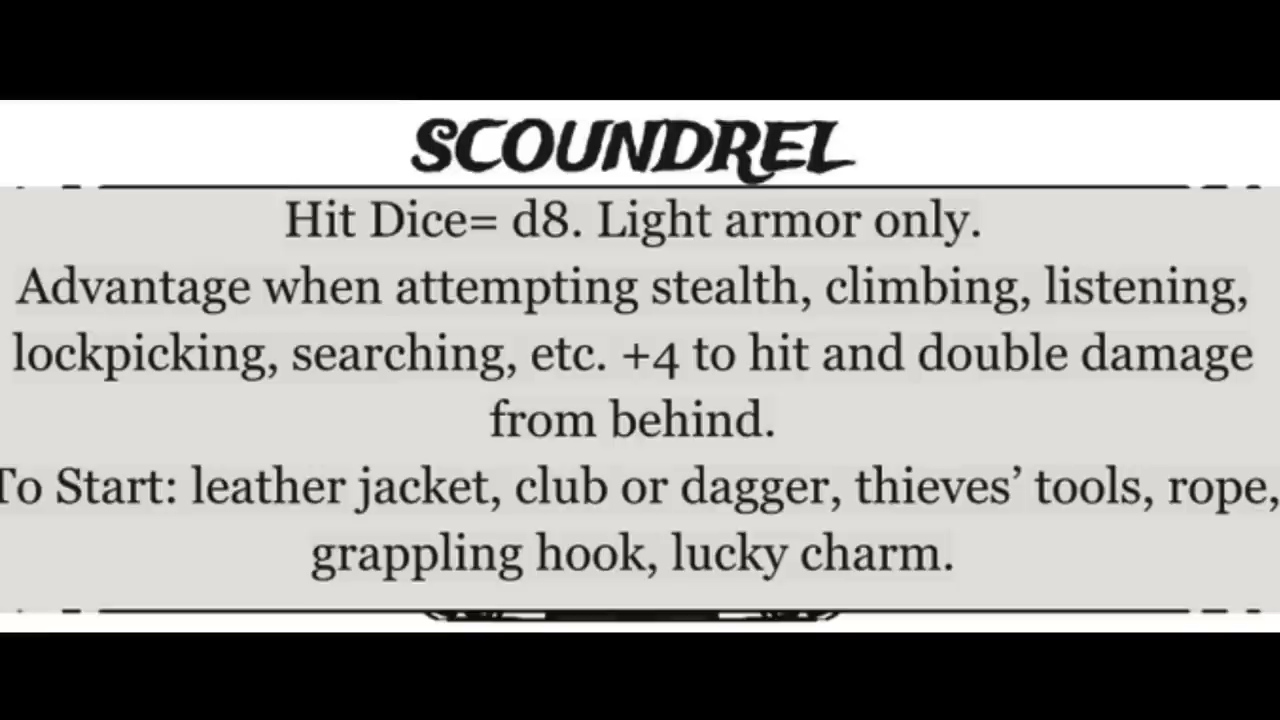 SCOUNDREL
Hit Dice= d8. Light armor only.
Advantage when attempting stealth, climbing, listening,
lockpicking, searching, etc. +4 to hit and double damage
from behind.
To Start: leather jacket, club or dagger, thieves’ tools, rope,
grappling hook, lucky charm.